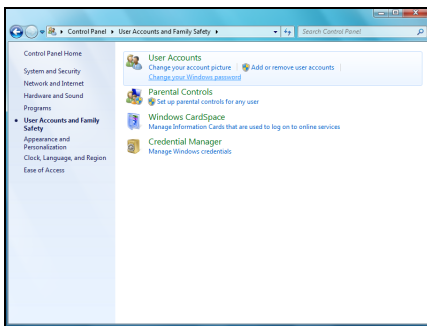 Control Panel ▸ User Accounts and Family Safety ▸
Search Control Panel
Control Panel Home
System and Security
Network and Internet
Hardware and Sound
Programs
User Accounts and Family
Safety
Appearance and
Personalization
Clock, Language, and Region
Ease of Access
User Accounts
Change your account picture
Add or remove user accounts
Change your Windows password
Parental Controls
Set up parental controls for any user
Windows CardSpace
Manage Information Cards that are used to log on to online services
Credential Manager
Manage Windows credentials